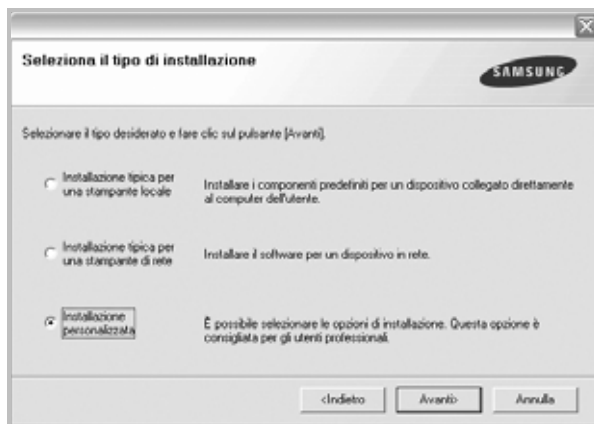 Seleziona il tipo di installazione
SAMSUNG
Selezionare il tipo desiderato e fare clic sul pulsante [Avanti].
Installazione tipica per
una stampante locale
Installare i componenti predefiniti per un dispositivo collegato direttamente
al computer dell'utente.
Installazione tipica per
una stampante di rete
Installare il software per un dispositivo in rete.
Installazione
personalizzata
È possibile selezionare le opzioni di installazione. Questa opzione è
consigliata per gli utenti professionali.
<Indietro
Avanti>
Annulla